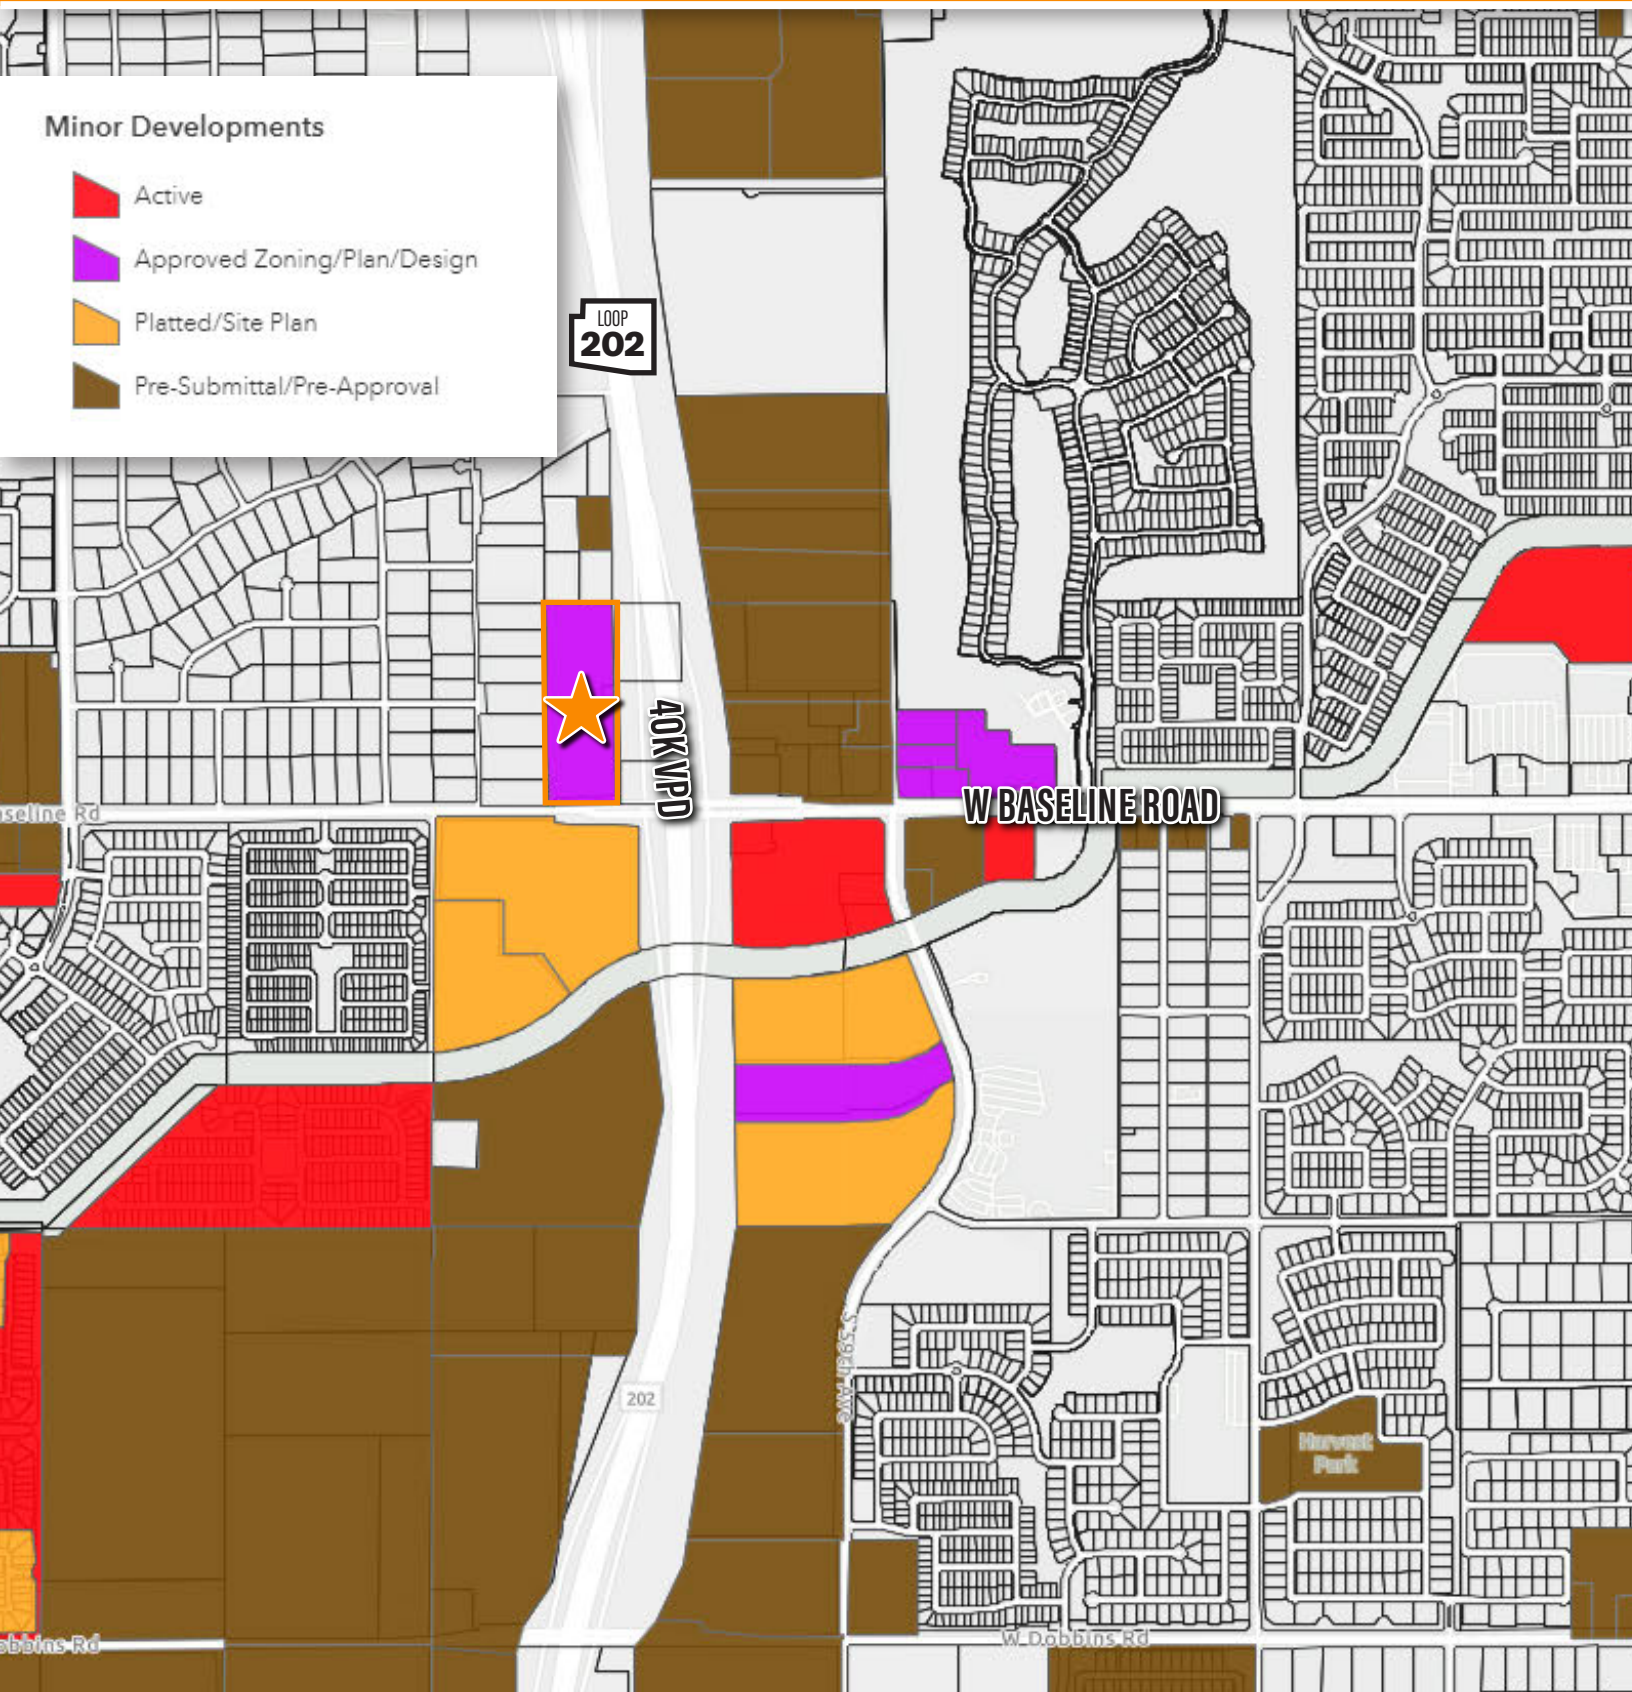 Minor Developments
Active
Approved Zoning/Plan/Design
Platted/Site Plan
Pre-Submittal/Pre-Approval
LOOP
202
40K VPD
W BASELINE ROAD
aseline Rd
S 59th Ave
202
Harvest
Park
obbins Rd
W Dobbins Rd